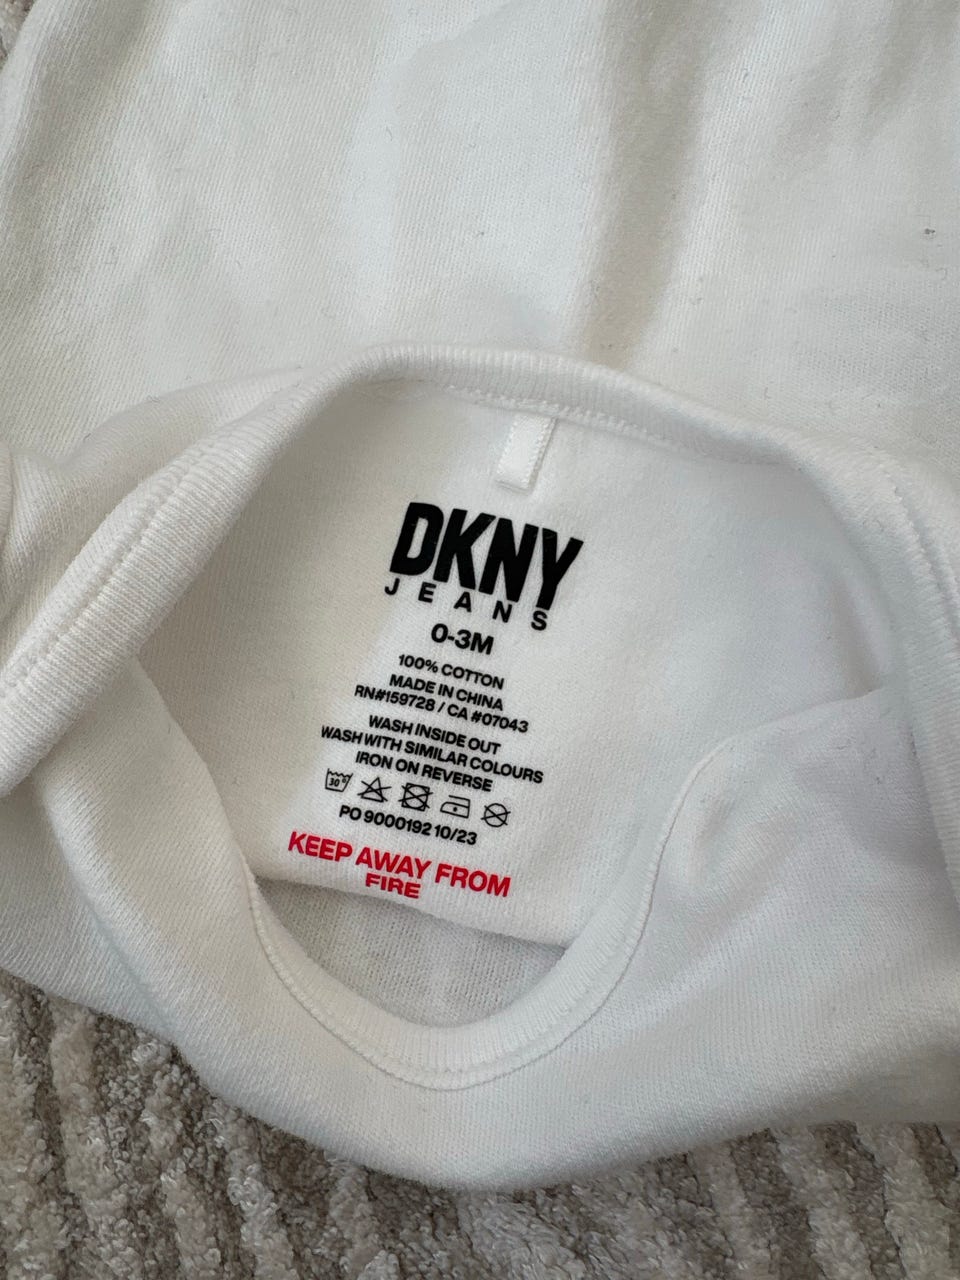 DKNY
JEANS
0-3M
100% COTTON
MADE IN CHINA
RN#159728 / CA #07043
WASH INSIDE OUT
WASH WITH SIMILAR COLOURS
IRON ON REVERSE
30°
PO 9000192 10/23
KEEP AWAY FROM
FIRE